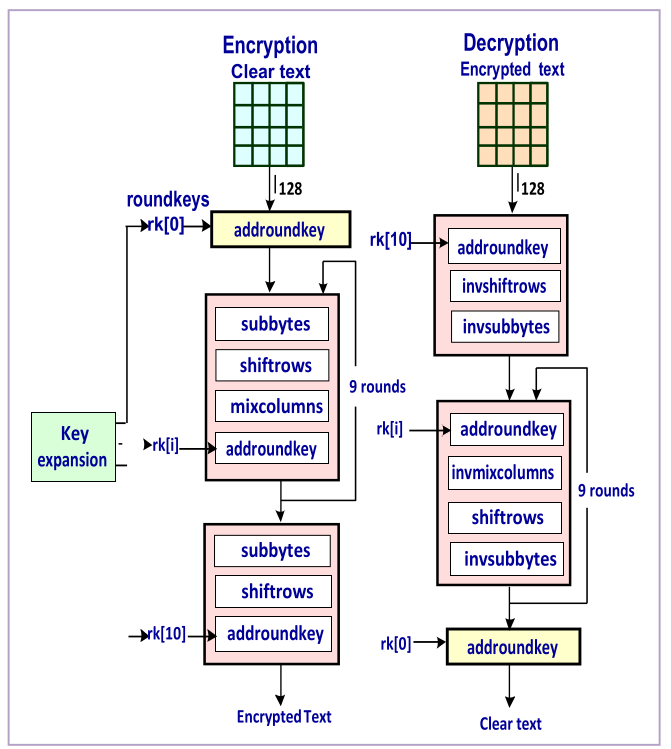 Encryption
Clear text
128
roundkeys
rk[0]
addroundkey
subbytes
shiftrows
mixcolumns
rk[i]
addroundkey
9 rounds
Key
expansion
subbytes
shiftrows
rk[10]
addroundkey
Encrypted Text
Decryption
Encrypted text
128
rk[10]
addroundkey
invshiftrows
invsubbytes
rk[i]
addroundkey
invmixcolumns
shiftrows
invsubbytes
9 rounds
rk[0]
addroundkey
Clear text